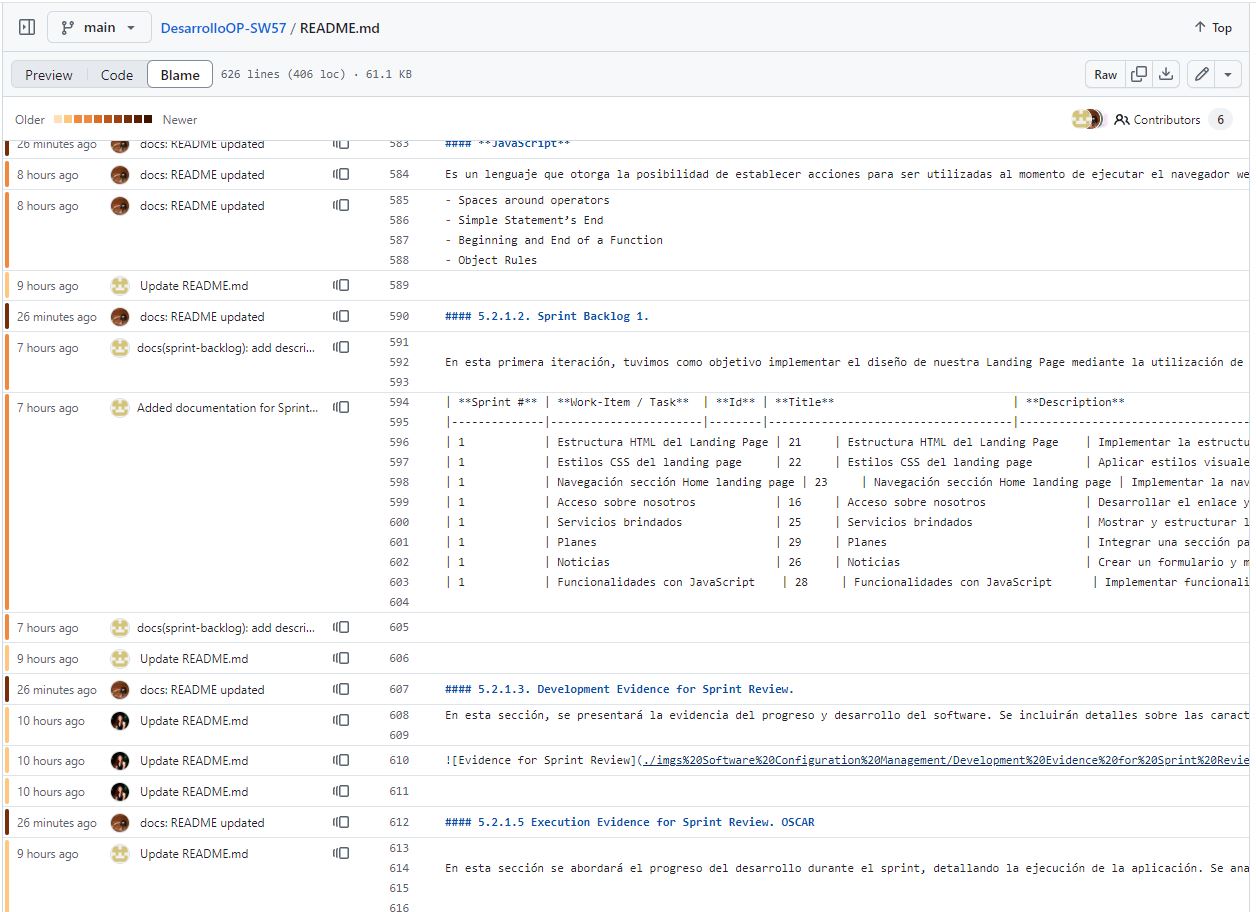 main
DesarrolloOP-SW57 / README.md
Top
Preview Code Blame 626 lines (406 loc) · 61.1 KB
Raw
Older Newer
Contributors 6
26 minutes ago docs: README updated 583 #### **JavaScript**
8 hours ago docs: README updated 584 Es un lenguaje que otorga la posibilidad de establecer acciones para ser utilizadas al momento de ejecutar el navegador we
8 hours ago docs: README updated 585 - Spaces around operators
586 - Simple Statement’s End
587 - Beginning and End of a Function
588 - Object Rules
9 hours ago Update README.md 589
26 minutes ago docs: README updated 590 #### 5.2.1.2. Sprint Backlog 1.
7 hours ago docs(sprint-backlog): add descri... 591
592 En esta primera iteración, tuvimos como objetivo implementar el diseño de nuestra Landing Page mediante la utilización de
593
7 hours ago Added documentation for Sprint... 594 | **Sprint #** | **Work-Item / Task** | **Id** | **Title** | **Description**
595 |--------------|-----------------------|--------|-------------------------------------|-------------------
596 | 1 | Estructura HTML del Landing Page | 21 | Estructura HTML del Landing Page | Implementar la estructu
597 | 1 | Estilos CSS del landing page | 22 | Estilos CSS del landing page | Aplicar estilos visuale
598 | 1 | Navegación sección Home landing page | 23 | Navegación sección Home landing page | Implementar la nav
599 | 1 | Acceso sobre nosotros | 16 | Acceso sobre nosotros | Desarrollar el enlace y
600 | 1 | Servicios brindados | 25 | Servicios brindados | Mostrar y estructurar l
601 | 1 | Planes | 29 | Planes | Integrar una sección pa
602 | 1 | Noticias | 26 | Noticias | Crear un formulario y m
603 | 1 | Funcionalidades con JavaScript | 28 | Funcionalidades con JavaScript | Implementar funcionali
604
7 hours ago docs(sprint-backlog): add descri... 605
9 hours ago Update README.md 606
26 minutes ago docs: README updated 607 #### 5.2.1.3. Development Evidence for Sprint Review.
10 hours ago Update README.md 608 En esta sección, se presentará la evidencia del progreso y desarrollo del software. Se incluirán detalles sobre las caract
609
10 hours ago Update README.md 610 ![Evidence for Sprint Review](./imgs%20Software%20Configuration%20Management/Development%20Evidence%20for%20Sprint%20Revie
10 hours ago Update README.md 611
26 minutes ago docs: README updated 612 #### 5.2.1.5 Execution Evidence for Sprint Review. OSCAR
9 hours ago Update README.md 613
614 En esta sección se abordará el progreso del desarrollo durante el sprint, detallando la ejecución de la aplicación. Se ana
615
616